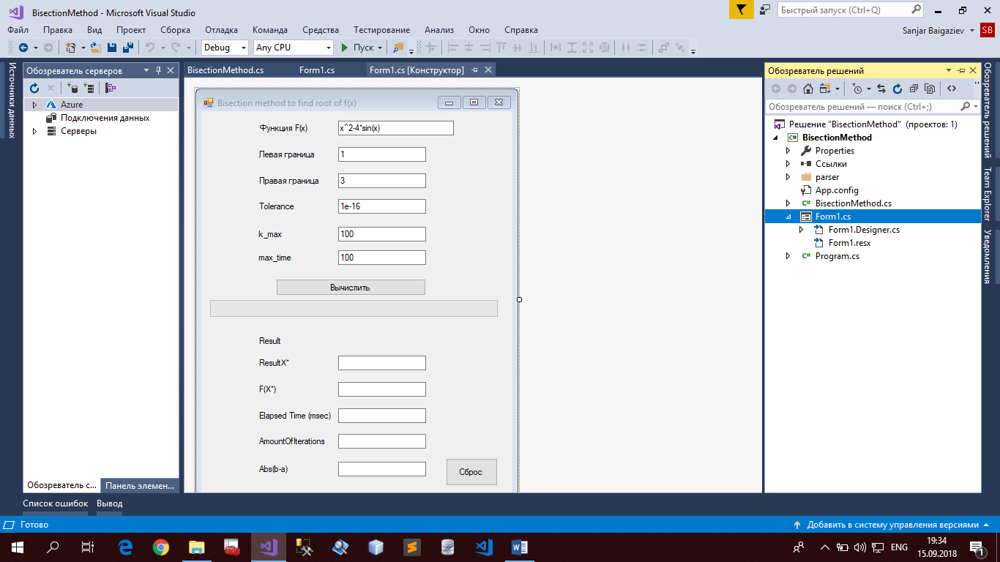 BisectionMethod - Microsoft Visual Studio
Быстрый запуск (Ctrl+Q)
Файл Правка Вид Проект Сборка Отладка Команда Средства Тестирование Анализ Окно Справка
Sanjar Baigaziev SB
Debug Any CPU Пуск
Источники данных
Обозреватель серверов
Azure
Подключения данных
Серверы
Обозреватель с... Панель элемен...
BisectionMethod.cs Form1.cs Form1.cs [Конструктор]
Bisection method to find root of f(x)
Функция F(x) x^2-4*sin(x)
Левая граница 1
Правая граница 3
Tolerance 1e-16
k_max 100
max_time 100
Вычислить
Result
ResultX*
F(X*)
Elapsed Time (msec)
AmountOfIterations
Abs(b-a)
Сброс
Обозреватель решений
Обозреватель решений — поиск (Ctrl+;)
Решение "BisectionMethod" (проектов: 1)
BisectionMethod
Properties
Ссылки
parser
App.config
BisectionMethod.cs
Form1.cs
Form1.Designer.cs
Form1.resx
Program.cs
Обозреватель решений
Team Explorer
Уведомления
Список ошибок Вывод
Готово
Добавить в систему управления версиями
ENG
19:34
15.09.2018
1